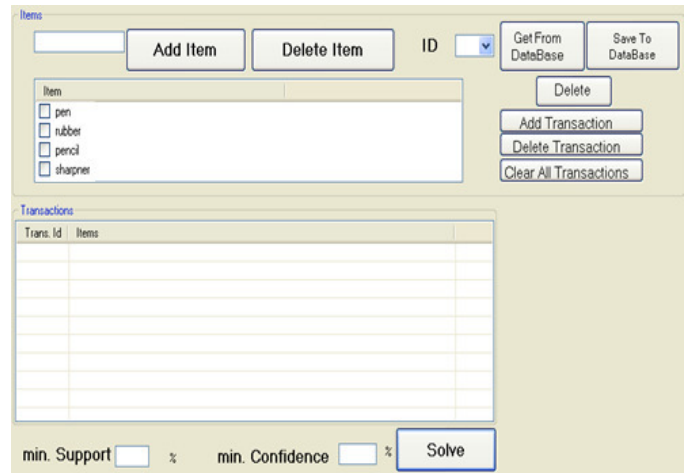 Items
Add Item
Delete Item
ID
Get From
DataBase
Save To
DataBase
Item
Delete
pen
rubber
pencil
sharpner
Add Transaction
Delete Transaction
Clear All Transactions
Transactions
Trans. Id Items
min. Support % min. Confidence % Solve